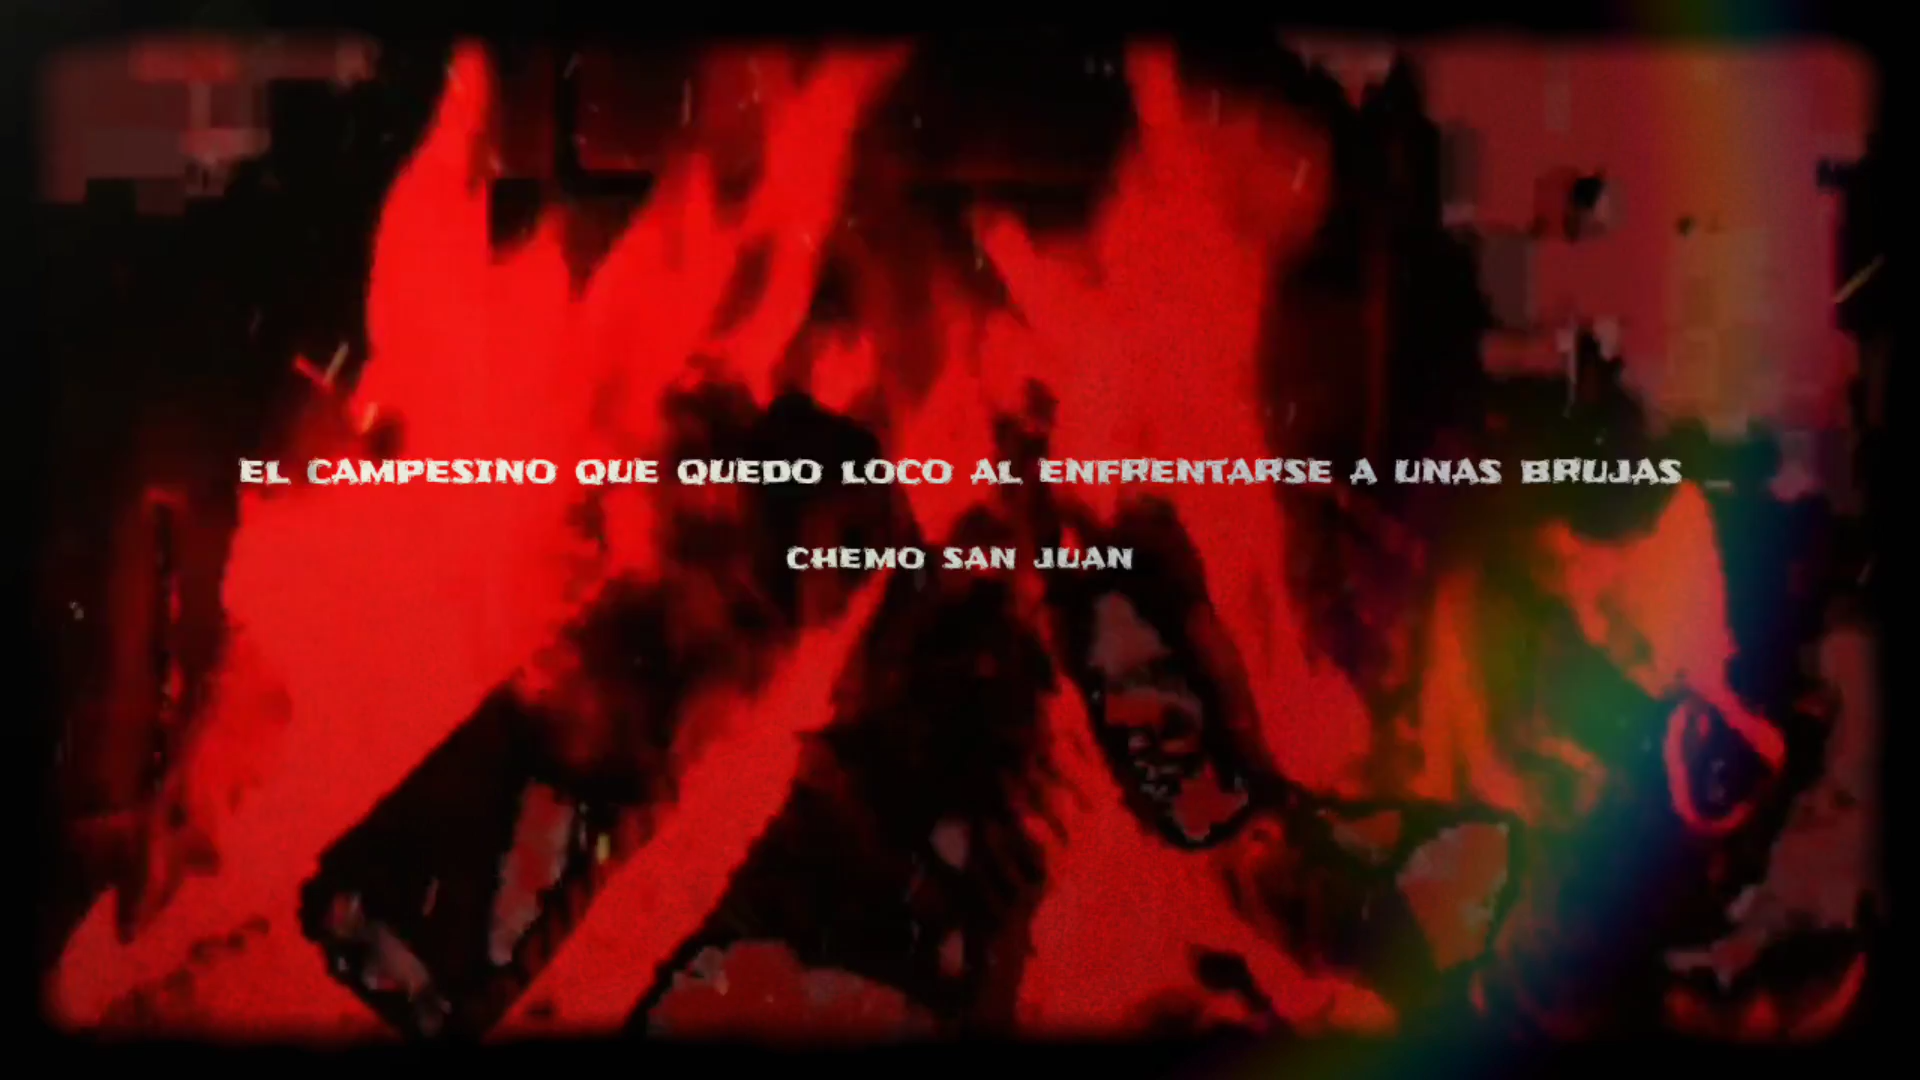 EL CAMPESINO QUE QUEDO LOCO AL ENFRENTARSE A UNAS BRUJAS _
CHEMO SAN JUAN